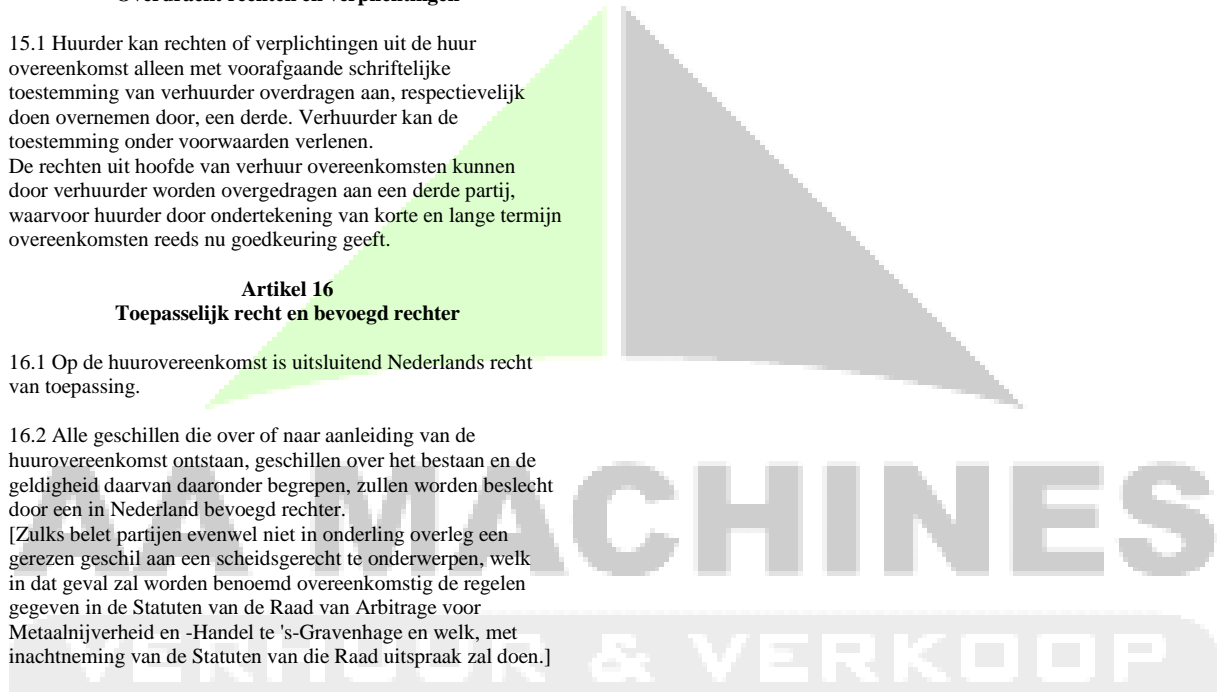 Overdracht rechten en verplichtingen
15.1 Huurder kan rechten of verplichtingen uit de huur
overeenkomst alleen met voorafgaande schriftelijke
toestemming van verhuurder overdragen aan, respectievelijk
doen overnemen door, een derde. Verhuurder kan de
toestemming onder voorwaarden verlenen.
De rechten uit hoofde van verhuur overeenkomsten kunnen
door verhuurder worden overgedragen aan een derde partij,
waarvoor huurder door ondertekening van korte en lange termijn
overeenkomsten reeds nu goedkeuring geeft.
Artikel 16
Toepasselijk recht en bevoegd rechter
16.1 Op de huurovereenkomst is uitsluitend Nederlands recht
van toepassing.
16.2 Alle geschillen die over of naar aanleiding van de
huurovereenkomst ontstaan, geschillen over het bestaan en de
geldigheid daarvan daaronder begrepen, zullen worden beslecht
door een in Nederland bevoegd rechter.
[Zulks belet partijen evenwel niet in onderling overleg een
gerezen geschil aan een scheidsgerecht te onderwerpen, welk
in dat geval zal worden benoemd overeenkomstig de regelen
gegeven in de Statuten van de Raad van Arbitrage voor
Metaalnijverheid en -Handel te 's-Gravenhage en welk, met
inachtneming van de Statuten van die Raad uitspraak zal doen.]
AA MACHINES
VERHUUR & VERKOOP